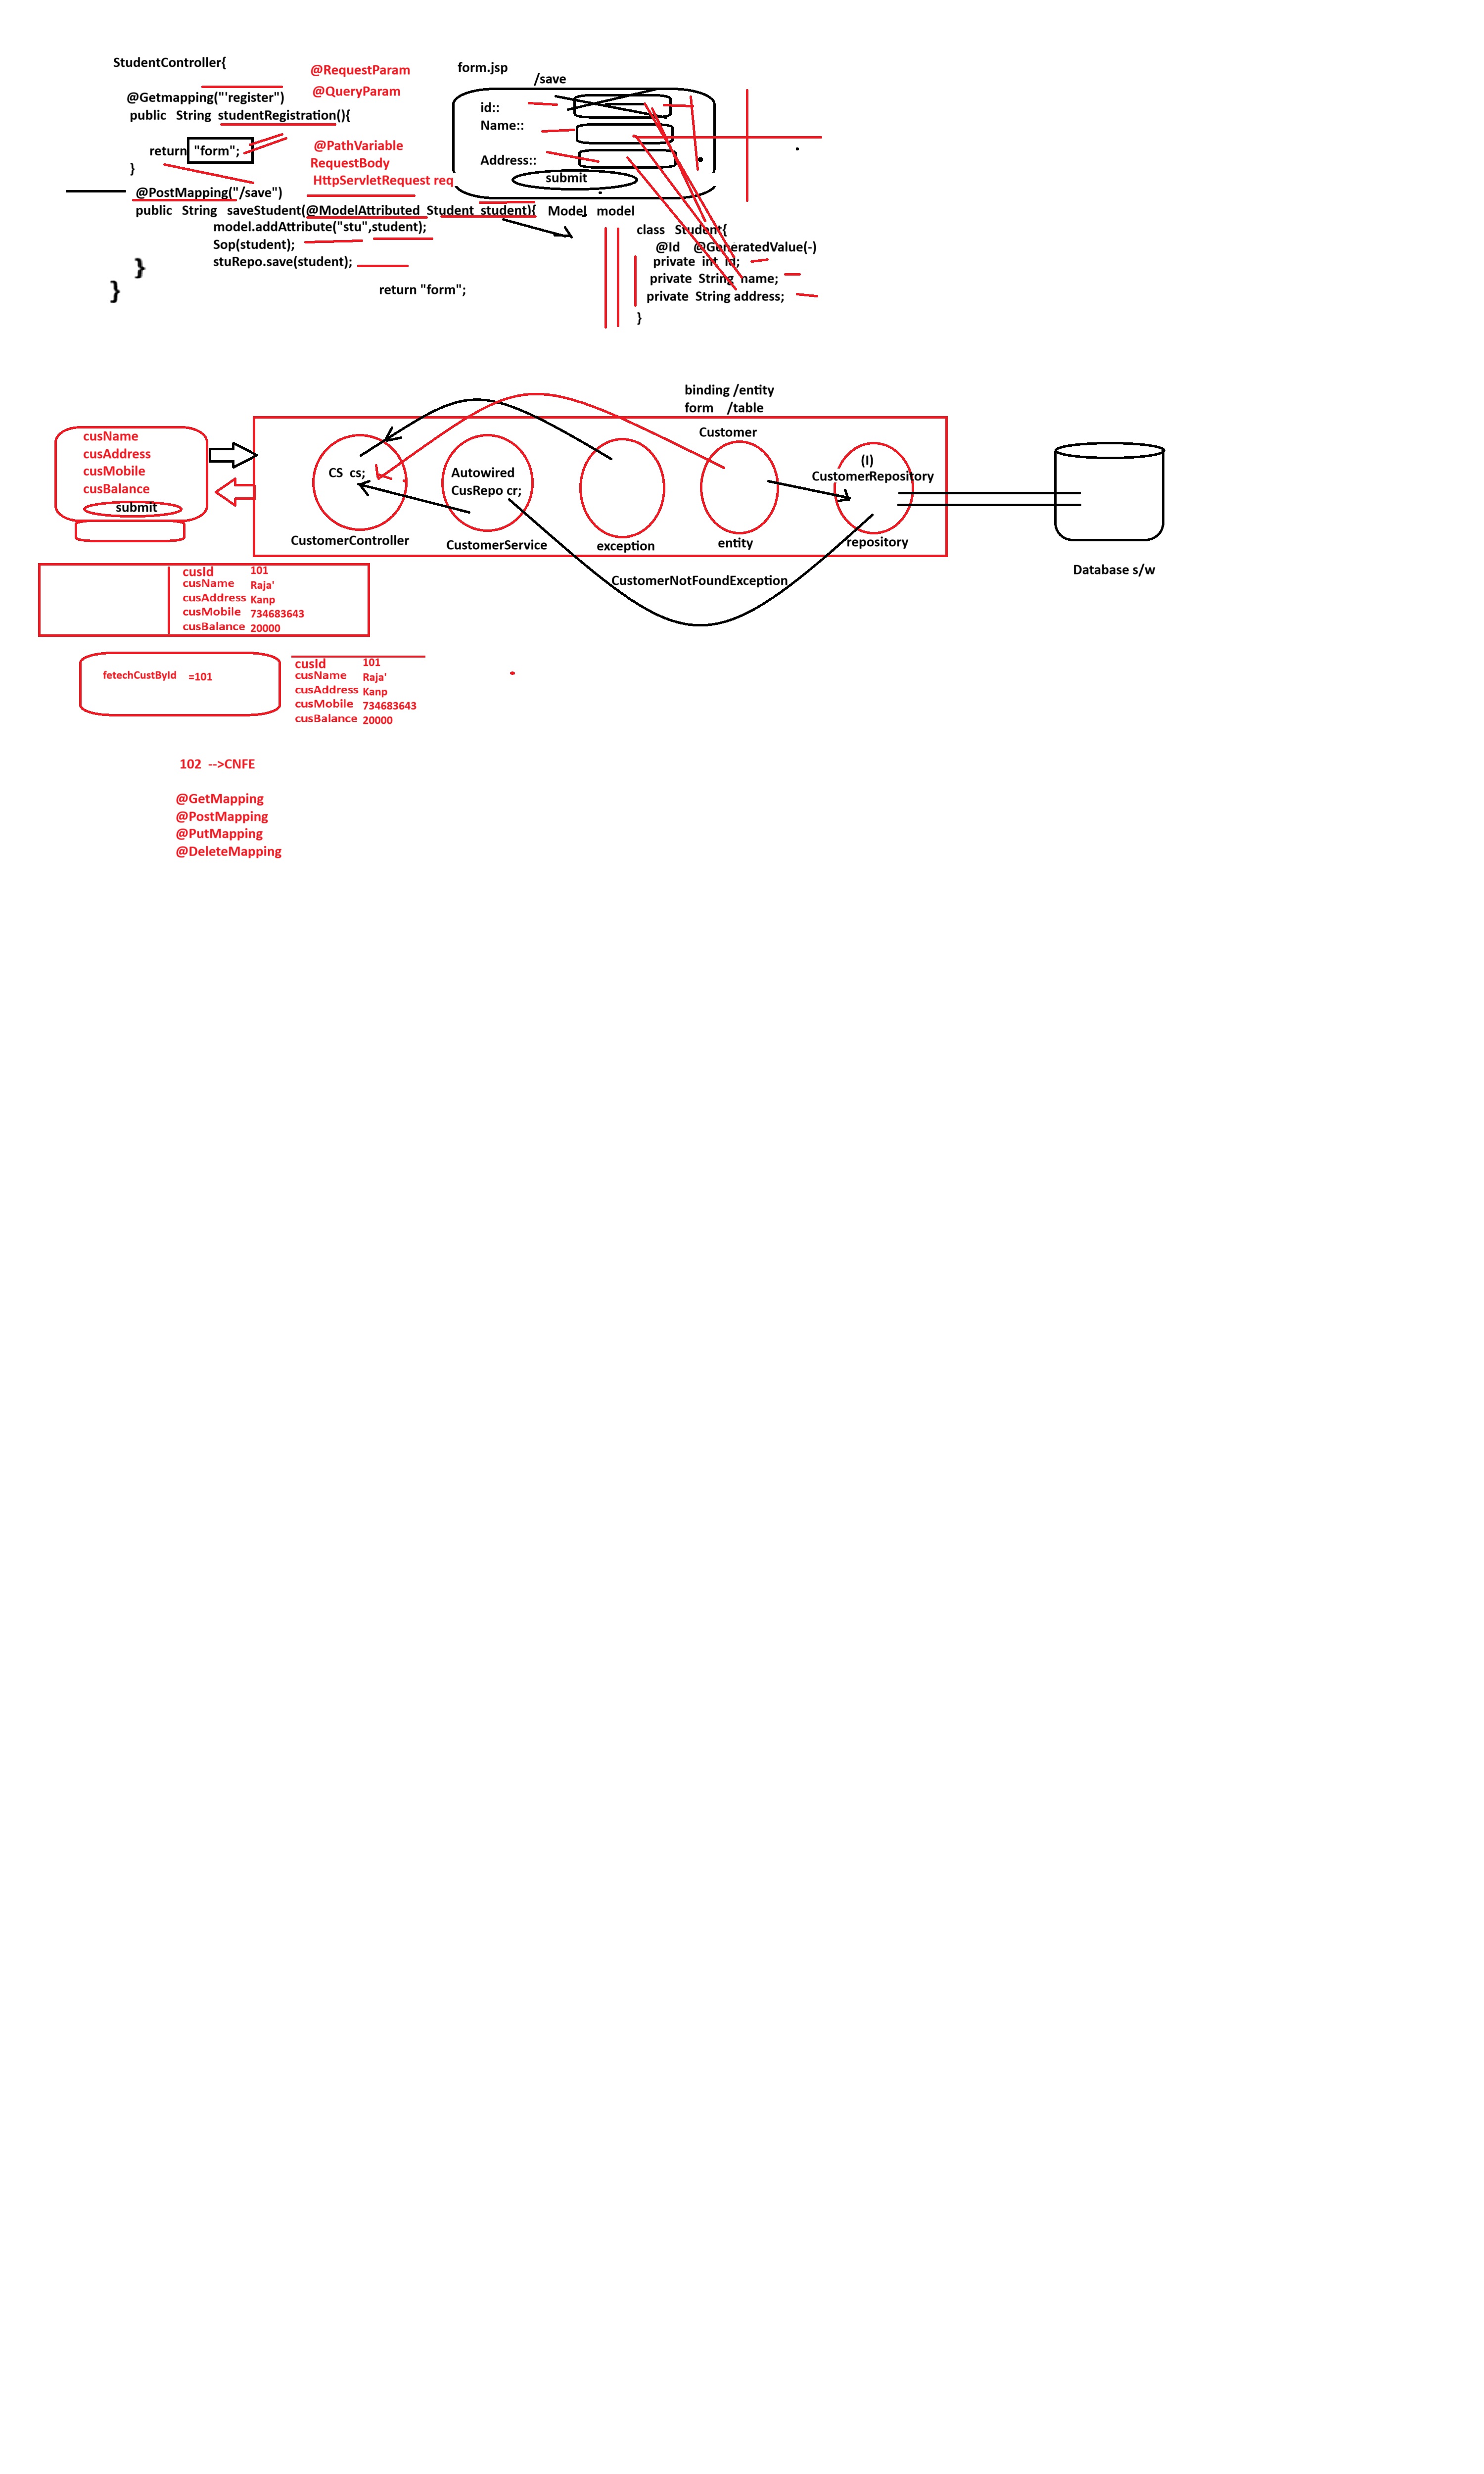 StudentController{
@RequestParam
@Getmapping("'register")
@QueryParam
public String studentRegistration(){
return "form";
@PathVariable
}
RequestBody
HttpServletRequest req
@PostMapping("/save")
public String saveStudent(@ModelAttributed Student student){ Model model
model.addAttribute("stu",student);
Sop(student);
stuRepo.save(student);
}
return "form";
}
form.jsp
/save
id::
Name::
Address::
submit
class Student{
@Id @GeneratedValue(-)
private int id;
private String name;
private String address;
}
binding /entity
form /table
Customer
cusName
cusAddress
cusMobile
cusBalance
submit
CS cs;
CustomerController
Autowired
CusRepo cr;
CustomerService
exception
entity
(I)
CustomerRepository
repository
CustomerNotFoundException
Database s/w
cusId 101
cusName Raja'
cusAddress Kanp
cusMobile 734683643
cusBalance 20000
fetechCustById =101
cusId 101
cusName Raja'
cusAddress Kanp
cusMobile 734683643
cusBalance 20000
102 -->CNFE
@GetMapping
@PostMapping
@PutMapping
@DeleteMapping